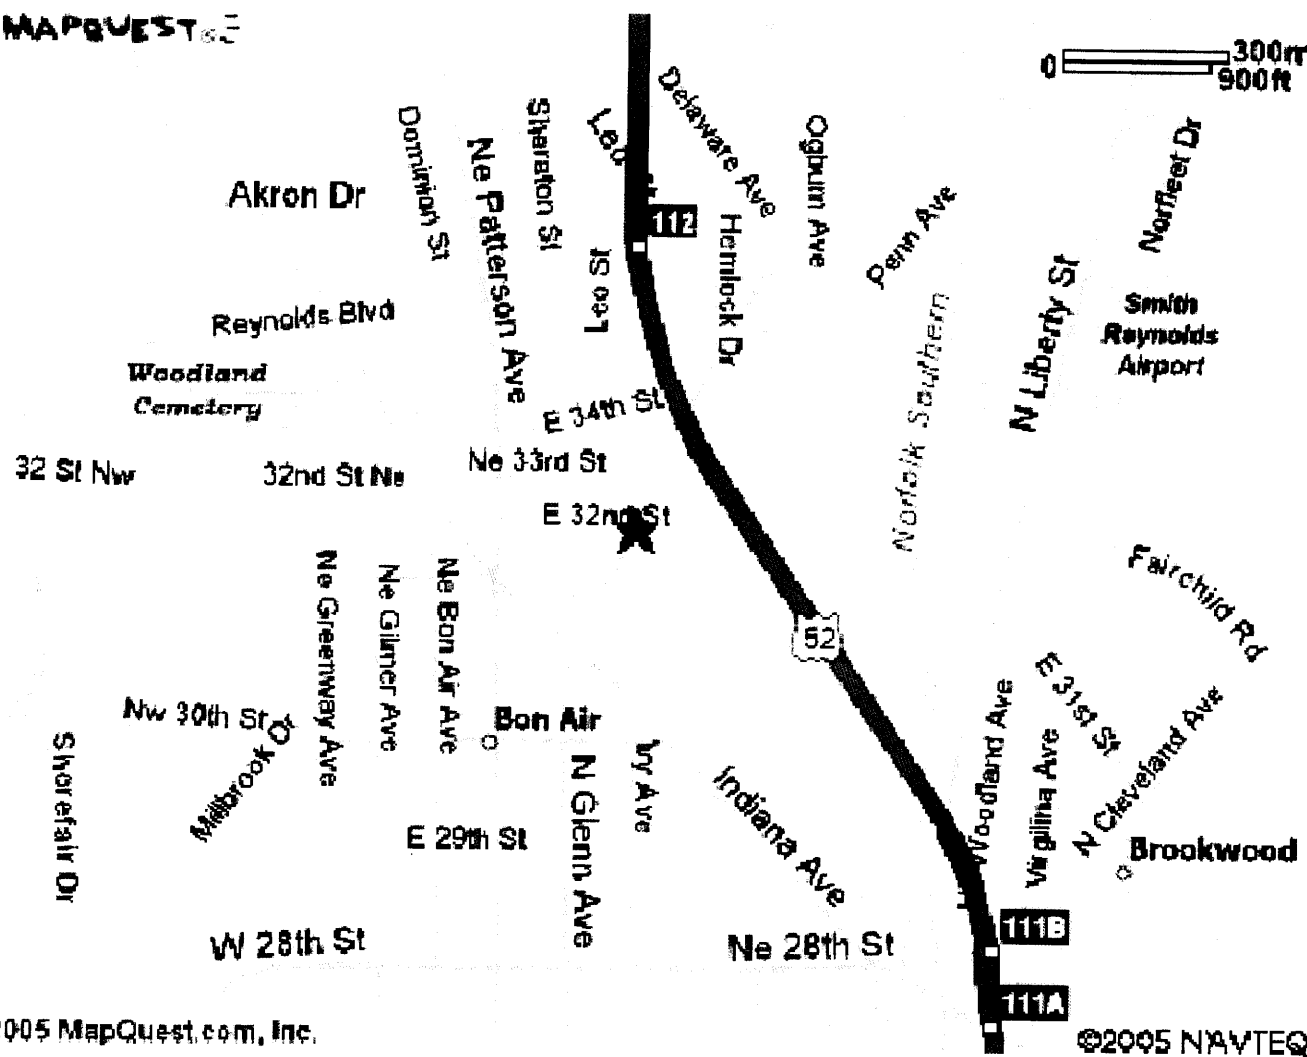 MAPQUEST
0
300m
900ft
Delaware Ave
Leo St
Sharaton St
Dominion St
Ogburn Ave
Norfleet Dr
Ne Patterson Ave
Akron Dr
Penn Ave
112
Hemlock Dr
Leo St
N Liberty St
Smith
Reynolds
Airport
Reynolds Blvd
Norfolk Southern
Woodland
Cemetery
E 34th St
32 St Nw
32nd St Ne
Ne 33rd St
E 32nd St
Fairchild Rd
Ne Greenway Ave
Ne Gilmer Ave
Ne Bon Air Ave
52
E 31st St
Nw 30th St
Bon Air
Woodland Ave
Virgilina Ave
N Cleveland Ave
Shorefair Dr
Millbrook Dr
N Glenn Ave
Ivy Ave
Indiana Ave
E 29th St
Brookwood
W 28th St
Ne 28th St
111B
111A
2005 MapQuest.com, Inc.
©2005 NAVTEQ